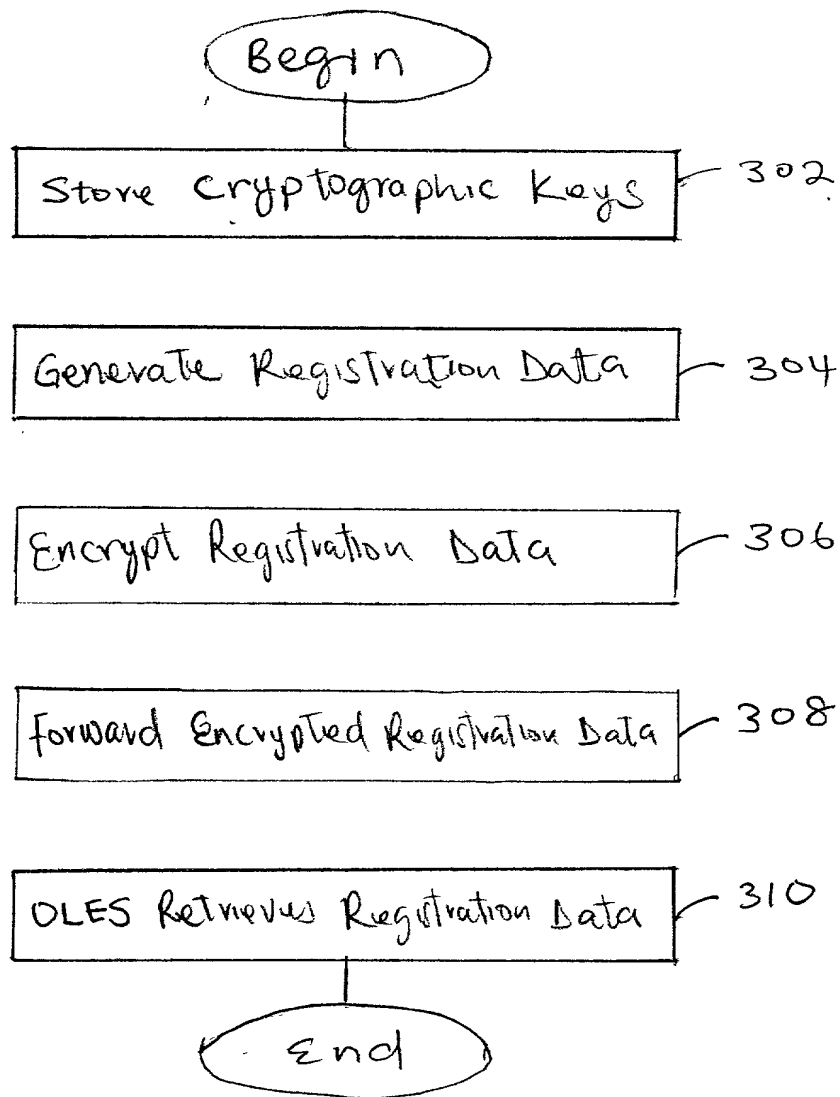 Begin
Store Cryptographic Keys 302
Generate Registration Data 304
Encrypt Registration Data 306
Forward Encrypted Registration Data 308
OLES Retrieves Registration Data 310
End